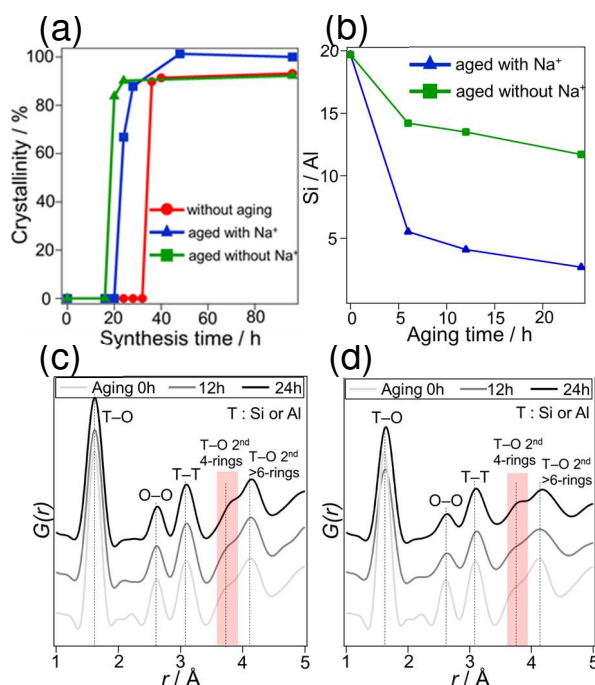 (a)
100
80
60
40
20
0
Crystallinity / %
without aging
aged with Na⁺
aged without Na⁺
0 20 40 60 80
Synthesis time / h
(b)
20
15
10
5
Si / Al
aged with Na⁺
aged without Na⁺
0 5 10 15 20
Aging time / h
(c)
Aging 0h 12h 24h
T : Si or Al
T–O
O–O
T–T
T–O 2nd
4-rings
T–O 2nd
>6-rings
G(r)
1 2 3 4 5
r / Å
(d)
Aging 0h 12h 24h
T : Si or Al
T–O
O–O
T–T
T–O 2nd
4-rings
T–O 2nd
>6-rings
G(r)
1 2 3 4 5
r / Å